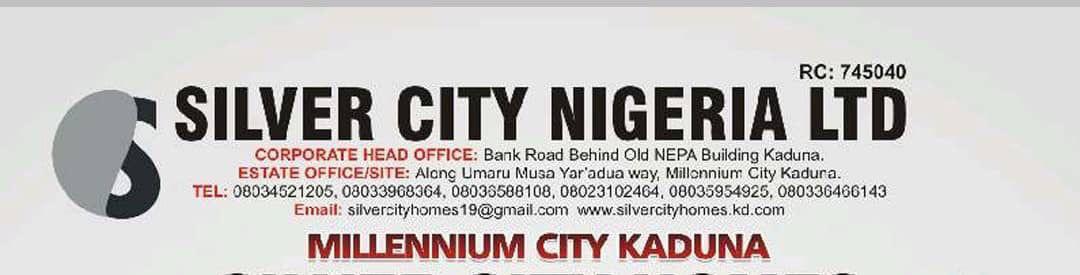 RC: 745040
SILVER CITY NIGERIA LTD
CORPORATE HEAD OFFICE: Bank Road Behind Old NEPA Building Kaduna.
ESTATE OFFICE/SITE: Along Umaru Musa Yar'adua way, Millennium City Kaduna.
TEL: 08034521205, 08033968364, 08036588108, 08023102464, 08035954925, 080336466143
Email: silvercityhomes19@gmail.com www.silvercityhomes.kd.com
MILLENNIUM CITY KADUNA